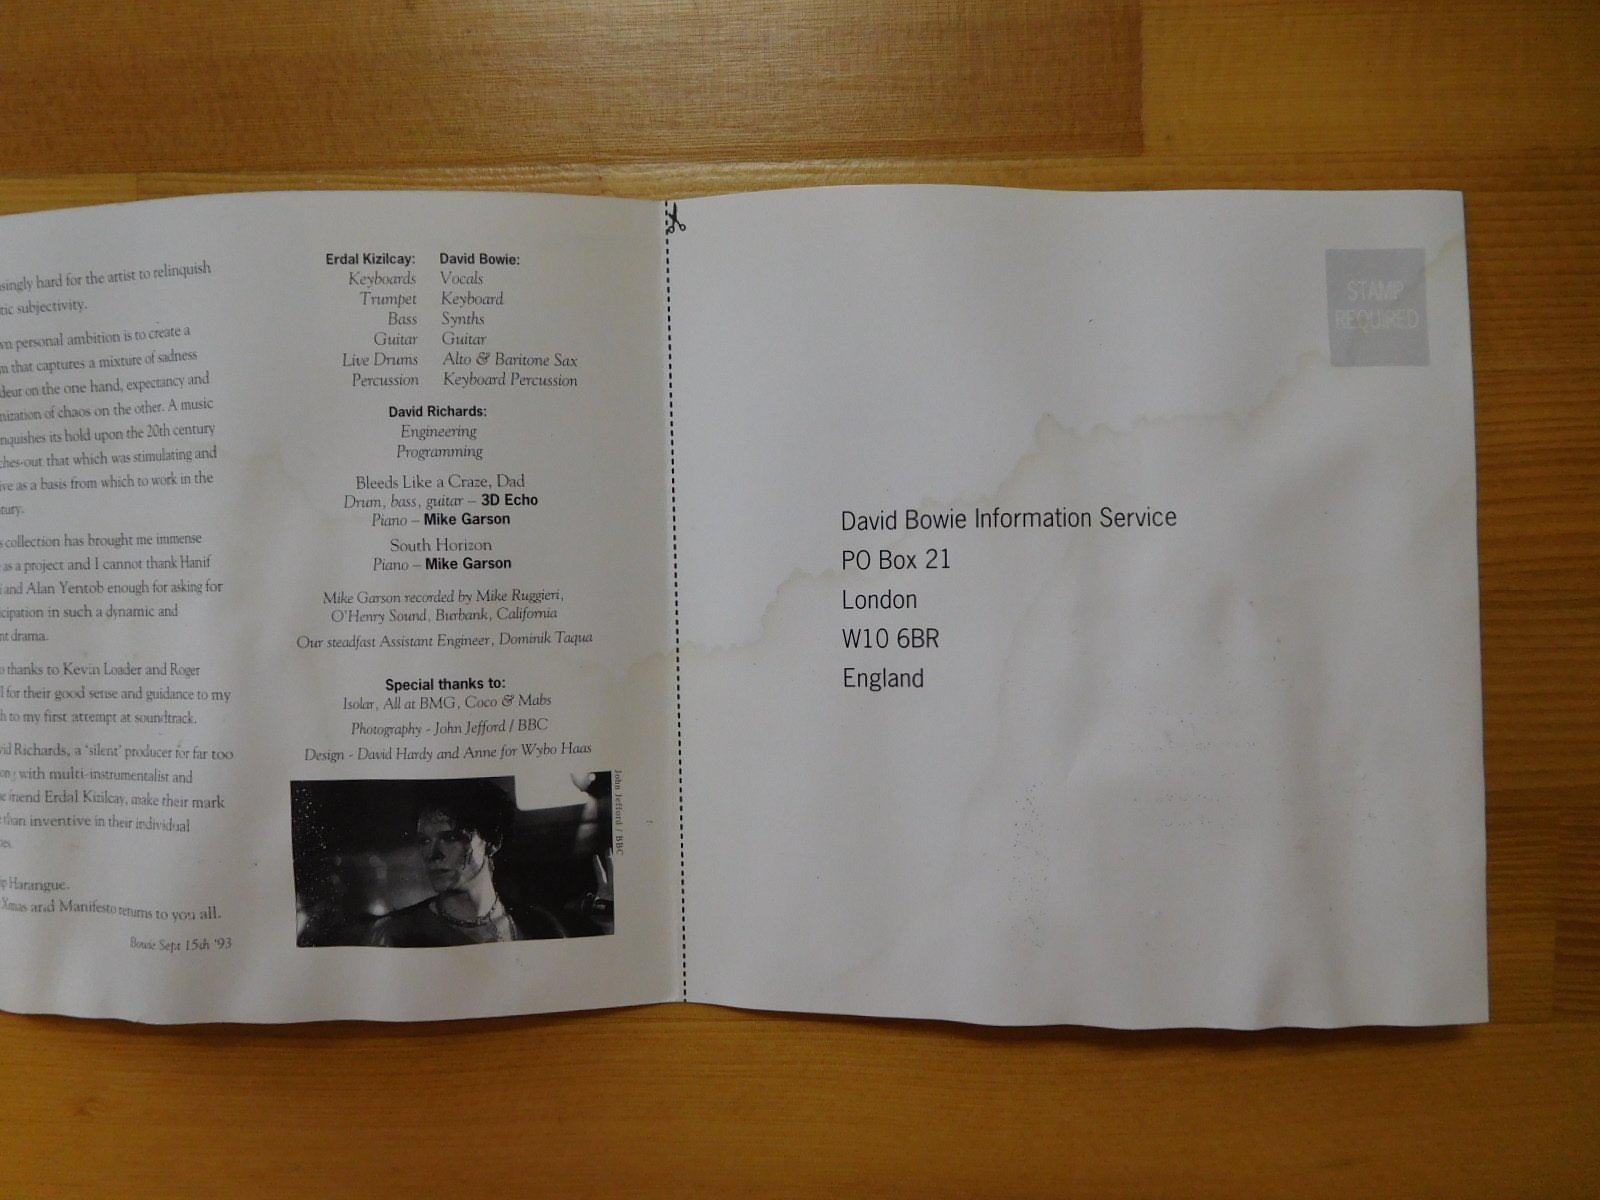 singly hard for the artist to relinquish
tic subjectivity.
wn personal ambition is to create a
m that captures a mixture of sadness
deur on the one hand, expectancy and
nization of chaos on the other. A music
nquishes its hold upon the 20th century
ches-out that which was stimulating and
ive as a basis from which to work in the
tury.
s collection has brought me immense
as a project and I cannot thank Hanif
i and Alan Yentob enough for asking for
cipation in such a dynamic and
nt drama.
o thanks to Kevin Loader and Roger
l for their good sense and guidance to my
h to my first attempt at soundtrack.
vid Richards, a 'silent' producer for far too
ong with multi-instrumentalist and
e friend Erdal Kizilcay, make their mark
than inventive in their individual
es.
p Harangue.
Xmas and Manifesto returns to you all.
Bowie Sept 15th '93
Erdal Kizilcay: David Bowie:
Keyboards Vocals
Trumpet Keyboard
Bass Synths
Guitar Guitar
Live Drums Alto & Baritone Sax
Percussion Keyboard Percussion
David Richards:
Engineering
Programming
Bleeds Like a Craze, Dad
Drum, bass, guitar – 3D Echo
Piano – Mike Garson
South Horizon
Piano – Mike Garson
Mike Garson recorded by Mike Ruggieri,
O'Henry Sound, Burbank, California
Our steadfast Assistant Engineer, Dominik Taqua
Special thanks to:
Isolar, All at BMG, Coco & Mabs
Photography - John Jefford / BBC
Design - David Hardy and Anne for Wybo Haas
John Jefford / BBC
STAMP
REQUIRED
David Bowie Information Service
PO Box 21
London
W10 6BR
England